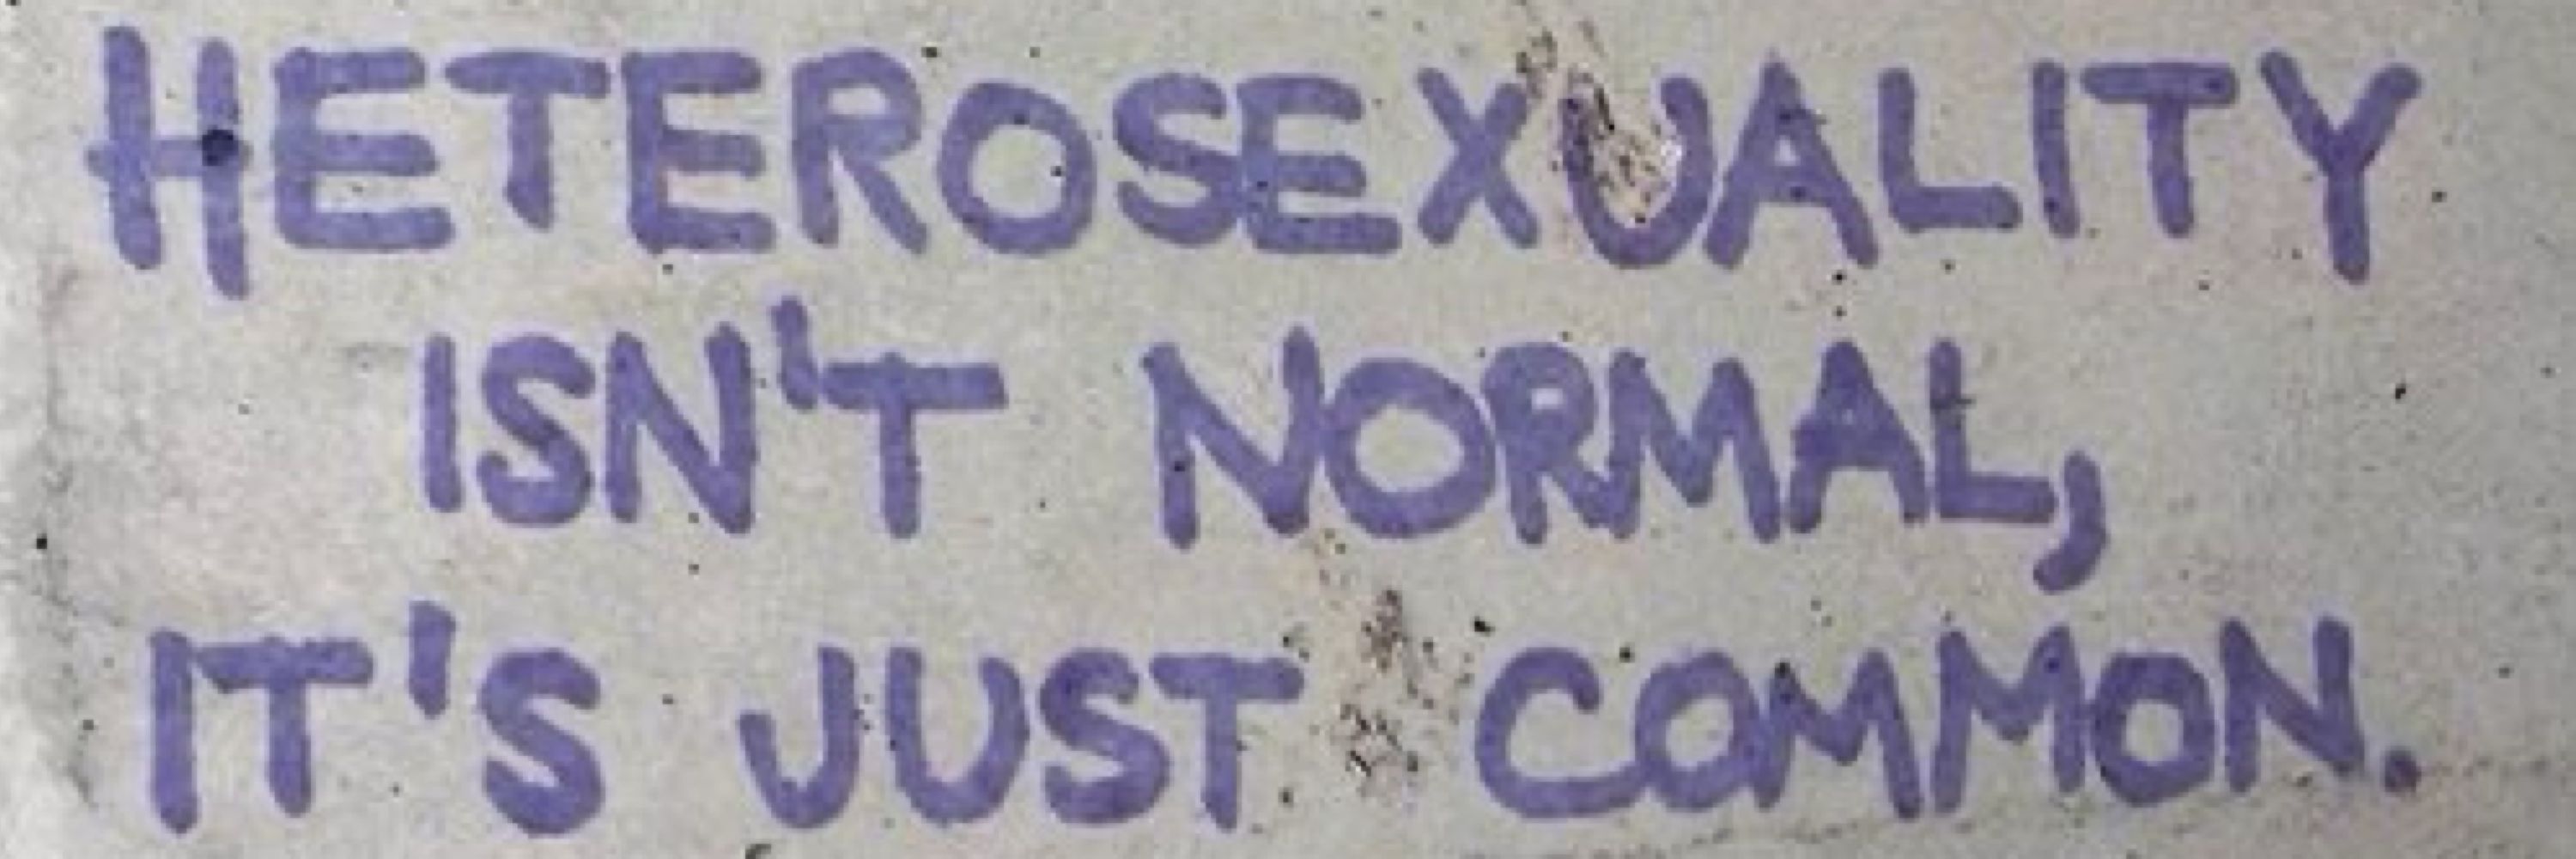 HETEROSEXUALITY
ISN'T NORMAL,
IT'S JUST COMMON.